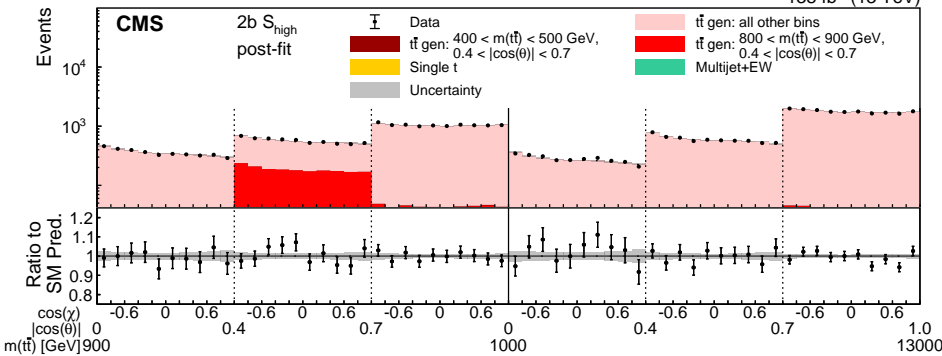 138 fb⁻¹ (13 TeV)
CMS
2b S_high
post-fit
Data
tt̄ gen: 400 < m(tt̄) < 500 GeV,
0.4 < |cos(θ)| < 0.7
Single t
Uncertainty
tt̄ gen: all other bins
tt̄ gen: 800 < m(tt̄) < 900 GeV,
0.4 < |cos(θ)| < 0.7
Multijet+EW
Events
10⁴
10³
Ratio to
SM Pred.
1.2
1.1
1
0.9
0.8
cos(χ) -0.6 0 0.6 -0.6 0 0.6 -0.6 0 0.6 -0.6 0 0.6 -0.6 0 0.6 -0.6 0 0.6
|cos(θ)| 0 0.4 0.7 0 0.4 0.7 1.0
m(tt̄) [GeV] 900 1000 13000